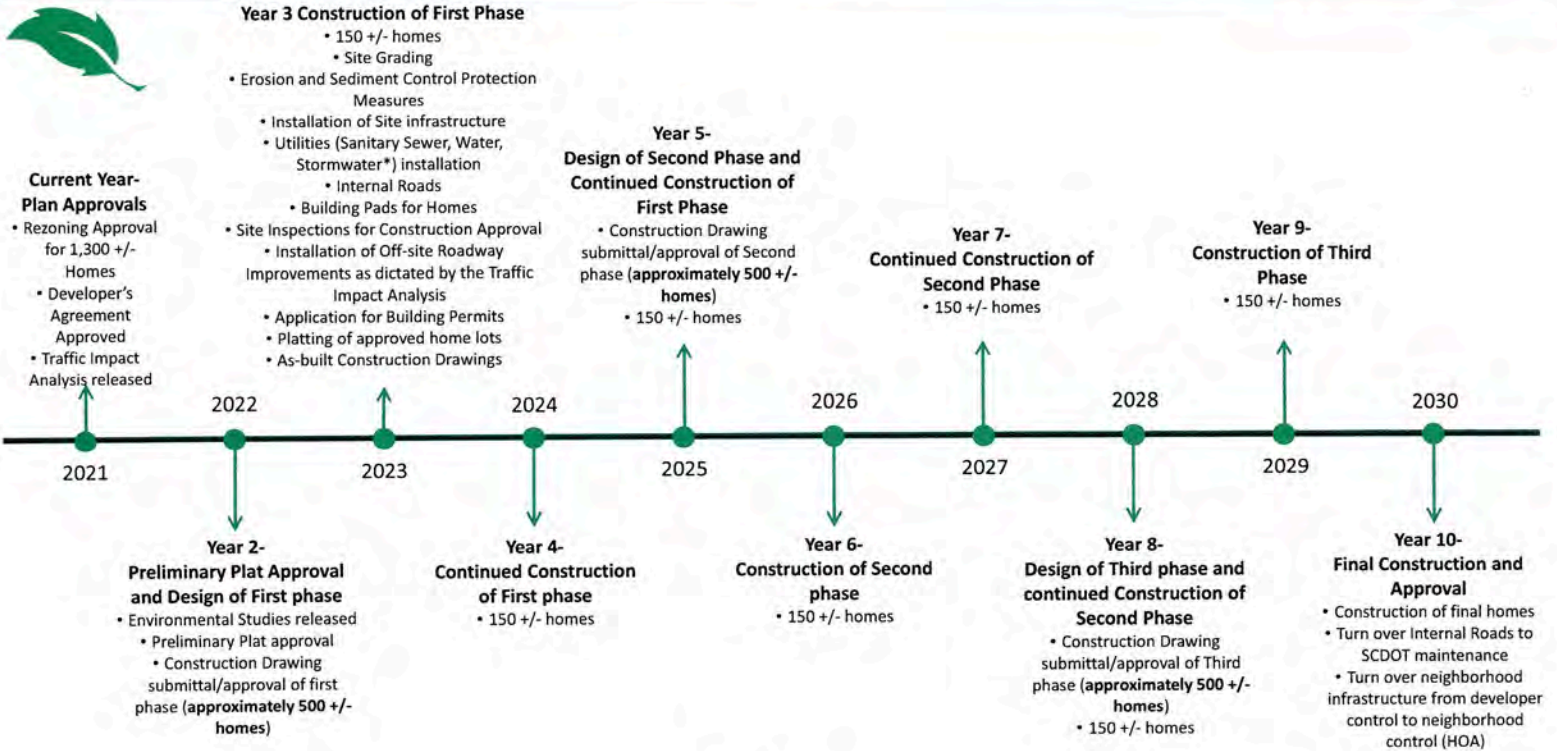 Current Year-
Plan Approvals
• Rezoning Approval
for 1,300 +/-
Homes
• Developer's
Agreement
Approved
• Traffic Impact
Analysis released
2021
2022
Year 2-
Preliminary Plat Approval
and Design of First phase
• Environmental Studies released
• Preliminary Plat approval
• Construction Drawing
submittal/approval of first
phase (approximately 500 +/-
homes)
Year 3 Construction of First Phase
• 150 +/- homes
• Site Grading
• Erosion and Sediment Control Protection
Measures
• Installation of Site infrastructure
• Utilities (Sanitary Sewer, Water,
Stormwater*) installation
• Internal Roads
• Building Pads for Homes
• Site Inspections for Construction Approval
• Installation of Off-site Roadway
Improvements as dictated by the Traffic
Impact Analysis
• Application for Building Permits
• Platting of approved home lots
• As-built Construction Drawings
2023
2024
Year 4-
Continued Construction
of First phase
• 150 +/- homes
Year 5-
Design of Second Phase and
Continued Construction of
First Phase
• Construction Drawing
submittal/approval of Second
phase (approximately 500 +/-
homes)
• 150 +/- homes
2025
2026
Year 6-
Construction of Second
phase
• 150 +/- homes
Year 7-
Continued Construction of
Second Phase
• 150 +/- homes
2027
2028
Year 8-
Design of Third phase and
continued Construction of
Second Phase
• Construction Drawing
submittal/approval of Third
phase (approximately 500 +/-
homes)
• 150 +/- homes
Year 9-
Construction of Third
Phase
• 150 +/- homes
2029
2030
Year 10-
Final Construction and
Approval
• Construction of final homes
• Turn over Internal Roads to
SCDOT maintenance
• Turn over neighborhood
infrastructure from developer
control to neighborhood
control (HOA)